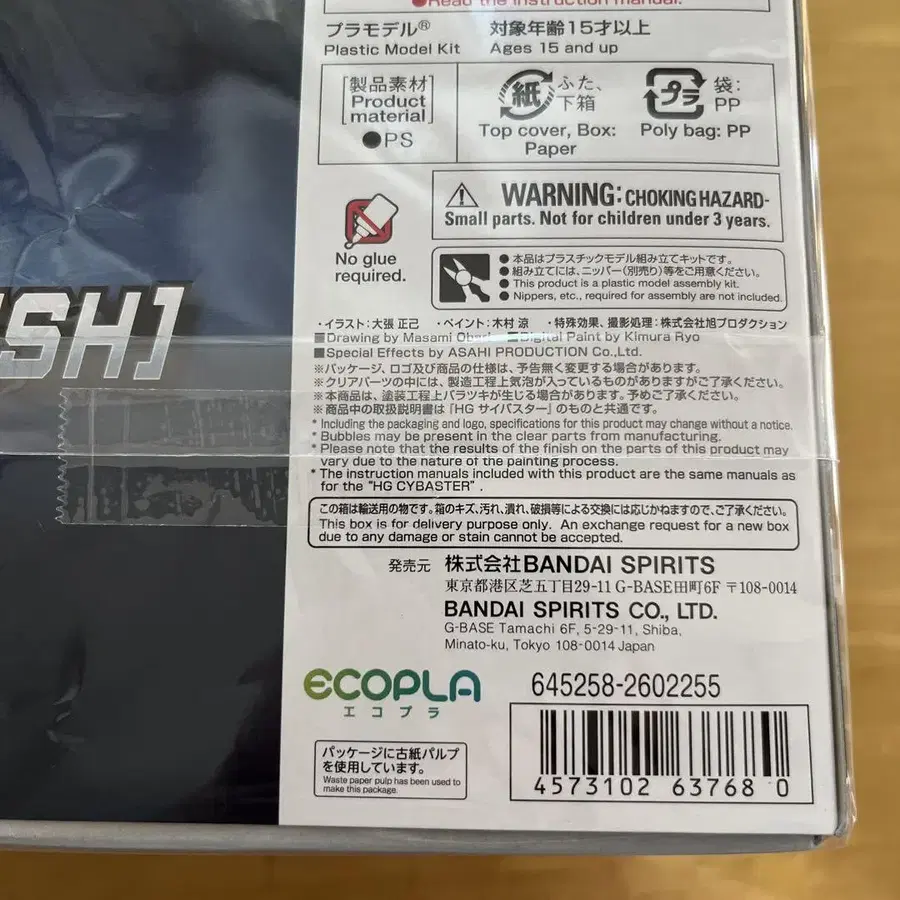 ●Read the instruction manual.
プラモデル® 対象年齢15才以上
Plastic Model Kit Ages 15 and up
[製品素材]
Product material
●PS
紙 ふた、下箱
Top cover, Box: Paper
プラ 袋: PP
Poly bag: PP
⚠ WARNING: CHOKING HAZARD-
Small parts. Not for children under 3 years.
No glue required.
●本品はプラスチックモデル組み立てキットです。
●組み立てには、ニッパー(別売り)等をご用意ください。
●This product is a plastic model assembly kit.
●Nippers, etc., required for assembly are not included.
SH]
・イラスト:大張 正己 ・ペイント:木村 涼 ・特殊効果、撮影処理:株式会社旭プロダクション
■Drawing by Masami Obari ■Digital Paint by Kimura Ryo
■Special Effects by ASAHI PRODUCTION Co.,Ltd.
※パッケージ、ロゴ及び商品の仕様は、予告無く変更する場合があります。
※クリアパーツの中には、製造工程上気泡が入っているものがありますがご了承ください。
※本商品は、塗装工程上バラツキが生じる場合があります。予めご了承ください。
※商品中の取扱説明書は「HG サイバスター」のものと共通です。
* Including the packaging and logo, specifications for this product may change without a notice.
* Bubbles may be present in the clear parts from manufacturing.
* Please note that the results of the finish on the parts of this product may
vary due to the nature of the painting process.
* The instruction manuals included with this product are the same manuals as
for the "HG CYBASTER" .
この箱は輸送用の物です。箱のキズ、汚れ、潰れ、破損等による交換には応じかねますので、ご了承ください。
This box is for delivery purpose only. An exchange request for a new box
due to any damage or stain cannot be accepted.
発売元 株式会社BANDAI SPIRITS
東京都港区芝五丁目29-11 G-BASE田町6F 〒108-0014
BANDAI SPIRITS CO., LTD.
G-BASE Tamachi 6F, 5-29-11, Shiba,
Minato-ku, Tokyo 108-0014 Japan
ECOPLA
エコプラ
645258-2602255
パッケージに古紙パルプ
を使用しています。
Waste paper pulp has been used to
make this package.
4573102 63768 0